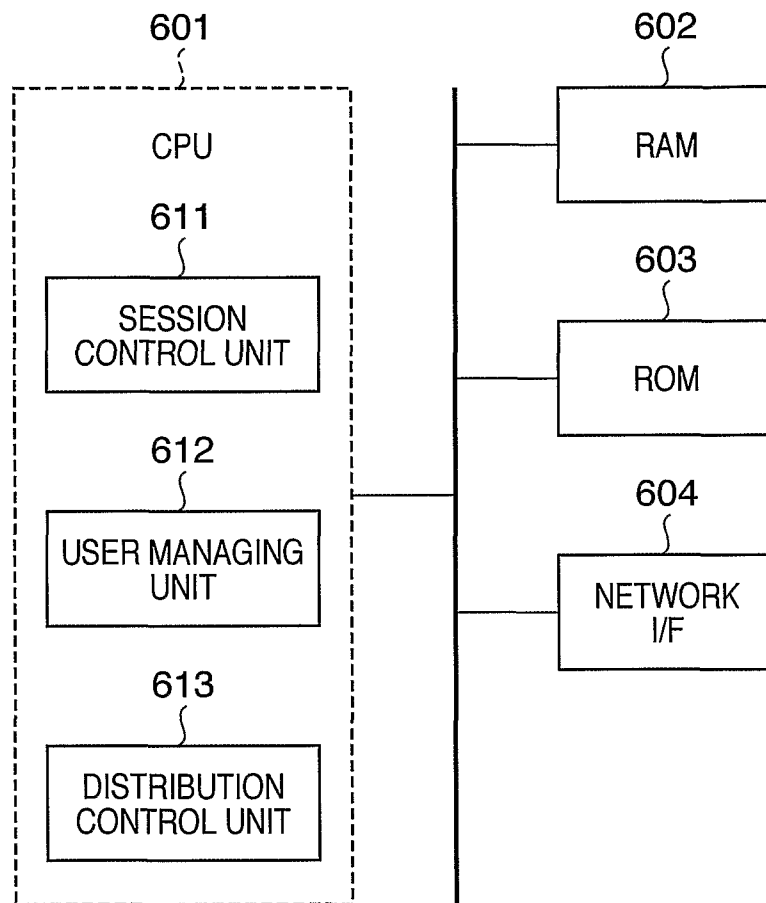 601
CPU
611
SESSION
CONTROL UNIT
612
USER MANAGING
UNIT
613
DISTRIBUTION
CONTROL UNIT
602
RAM
603
ROM
604
NETWORK
I/F